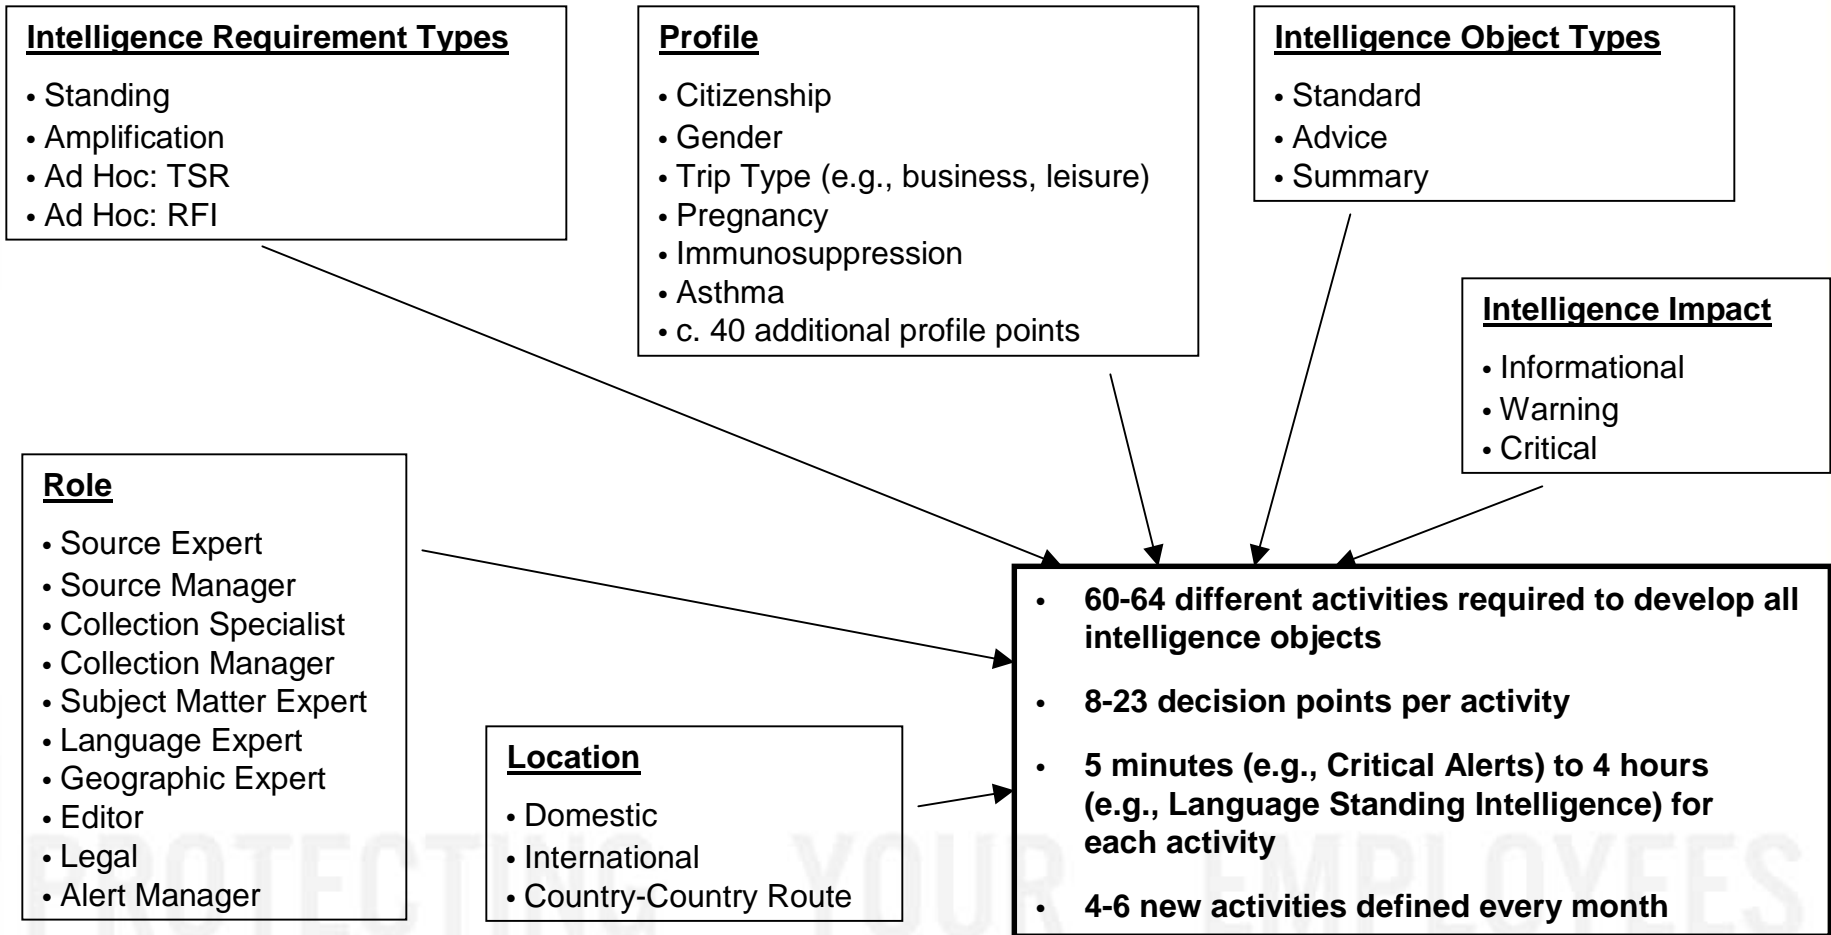 Intelligence Requirement Types
• Standing
• Amplification
• Ad Hoc: TSR
• Ad Hoc: RFI
Profile
• Citizenship
• Gender
• Trip Type (e.g., business, leisure)
• Pregnancy
• Immunosuppression
• Asthma
• c. 40 additional profile points
Intelligence Object Types
• Standard
• Advice
• Summary
Intelligence Impact
• Informational
• Warning
• Critical
Role
• Source Expert
• Source Manager
• Collection Specialist
• Collection Manager
• Subject Matter Expert
• Language Expert
• Geographic Expert
• Editor
• Legal
• Alert Manager
Location
• Domestic
• International
• Country-Country Route
• 60-64 different activities required to develop all
intelligence objects
• 8-23 decision points per activity
• 5 minutes (e.g., Critical Alerts) to 4 hours
(e.g., Language Standing Intelligence) for
each activity
• 4-6 new activities defined every month
PROTECTING YOUR EMPLOYEES